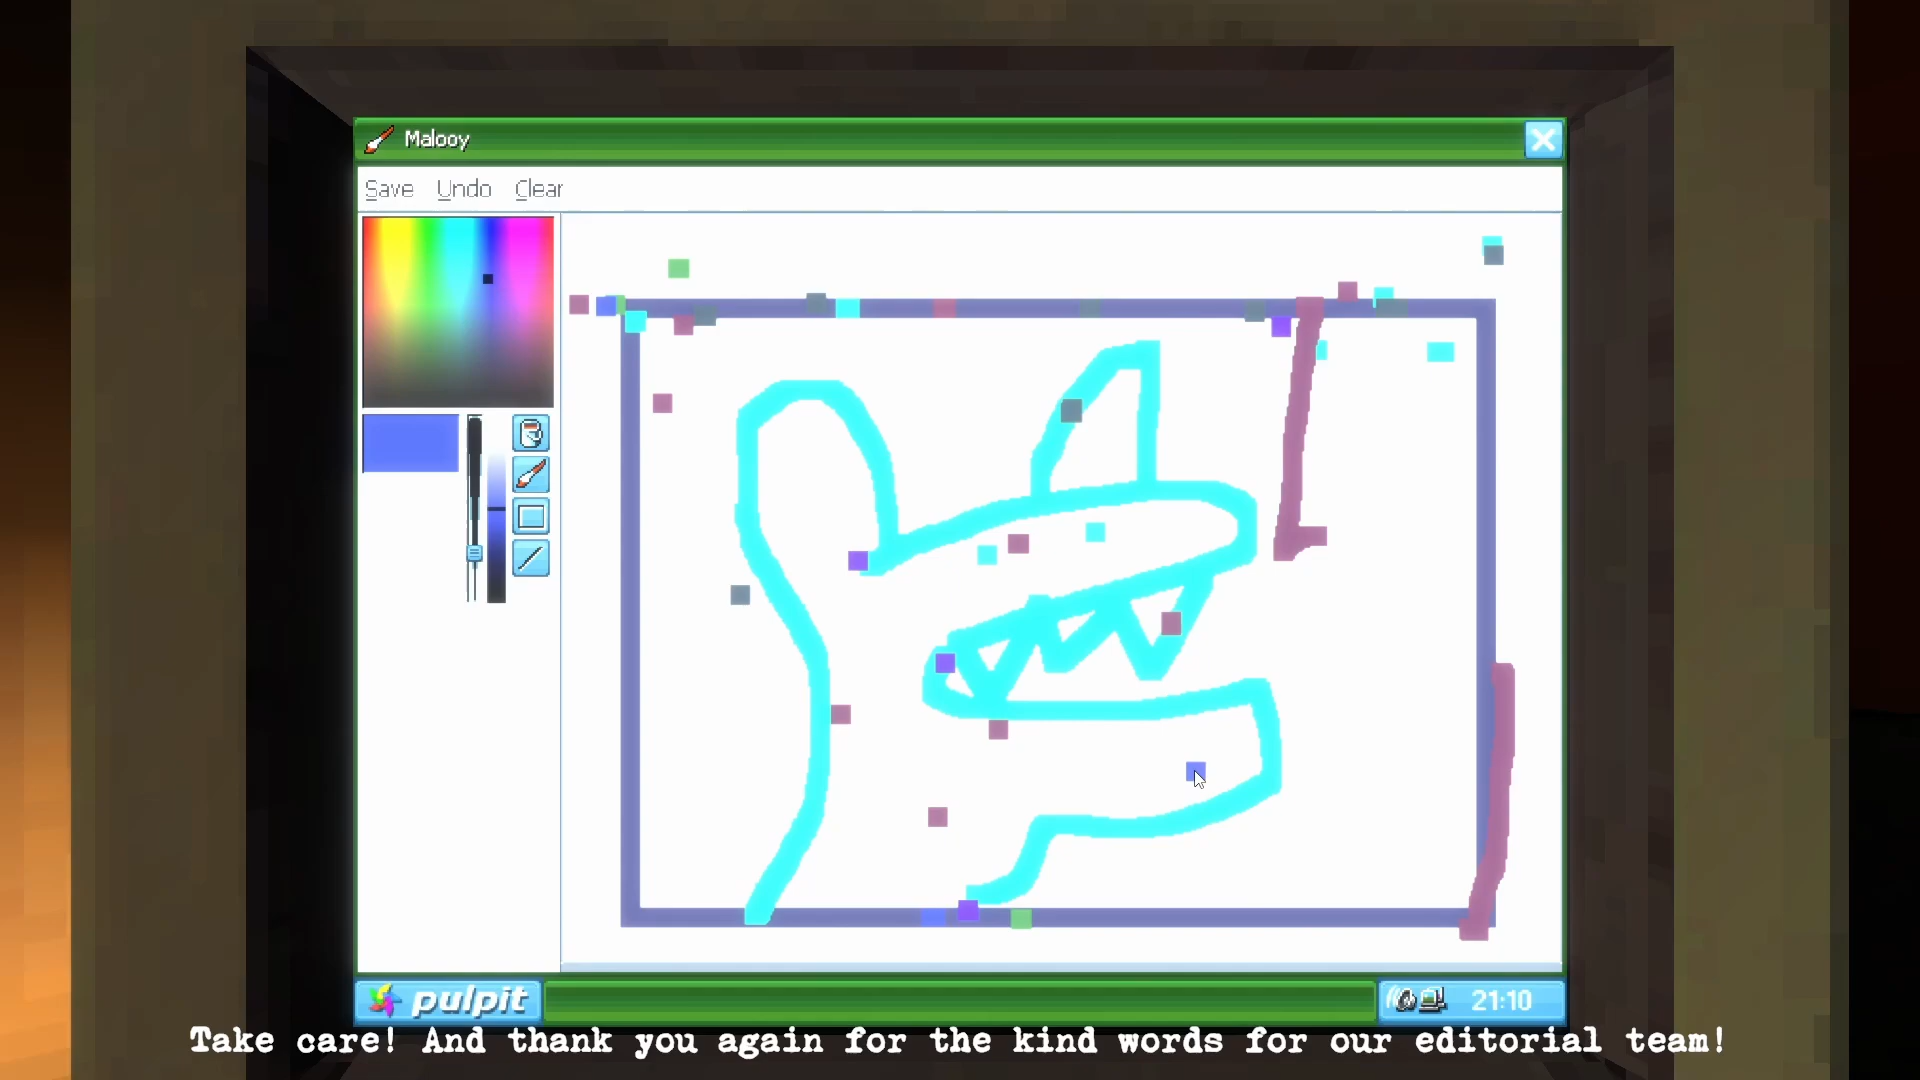 Malooy
Save Undo Clear
pulpit
21:10
Take care! And thank you again for the kind words for our editorial team!